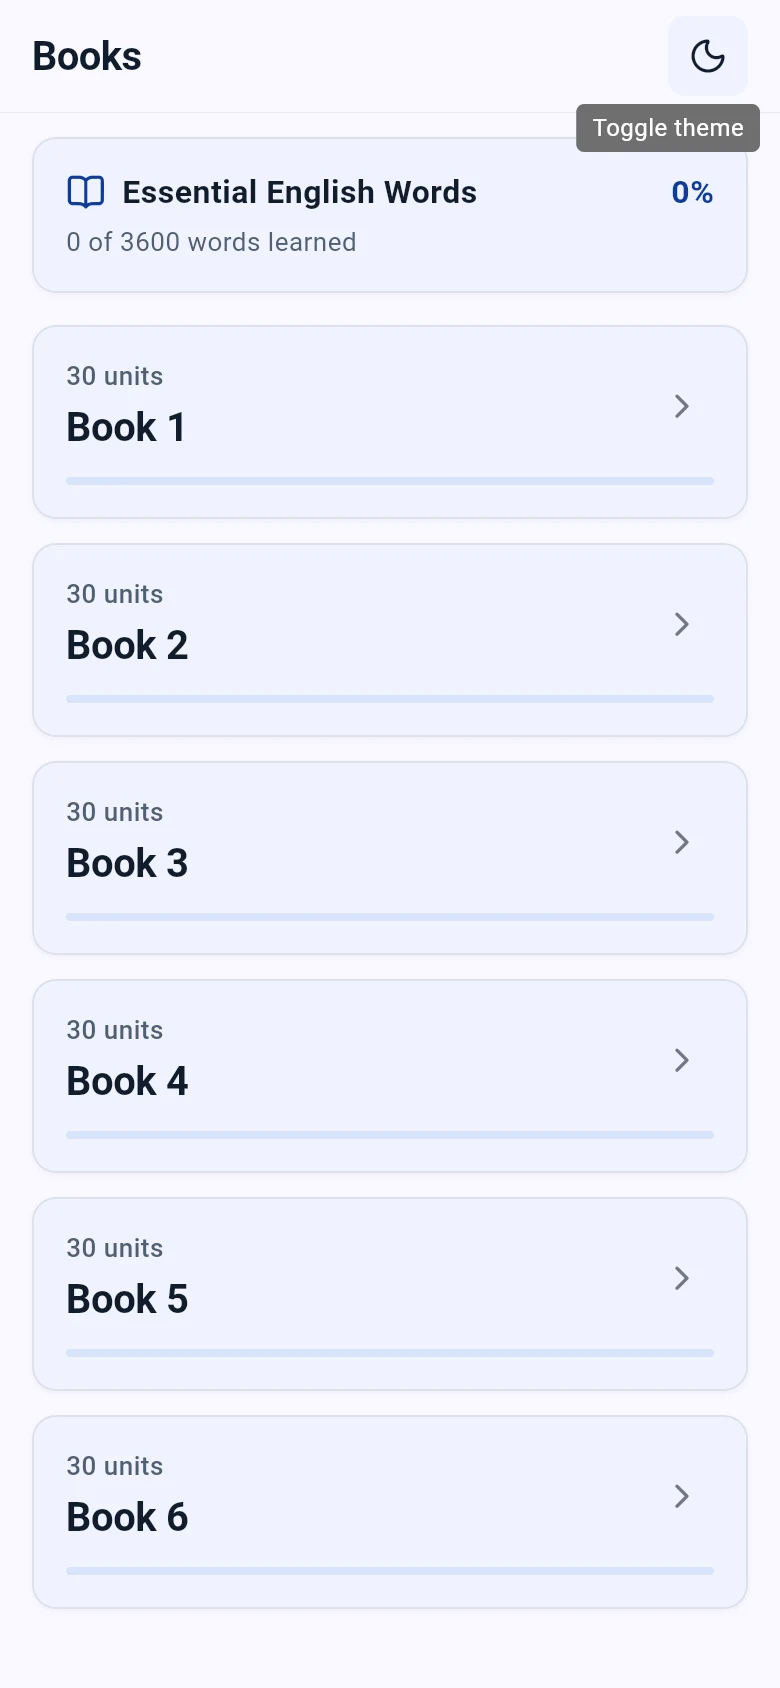 Books
Toggle theme
Essential English Words 0%
0 of 3600 words learned
30 units
Book 1
30 units
Book 2
30 units
Book 3
30 units
Book 4
30 units
Book 5
30 units
Book 6